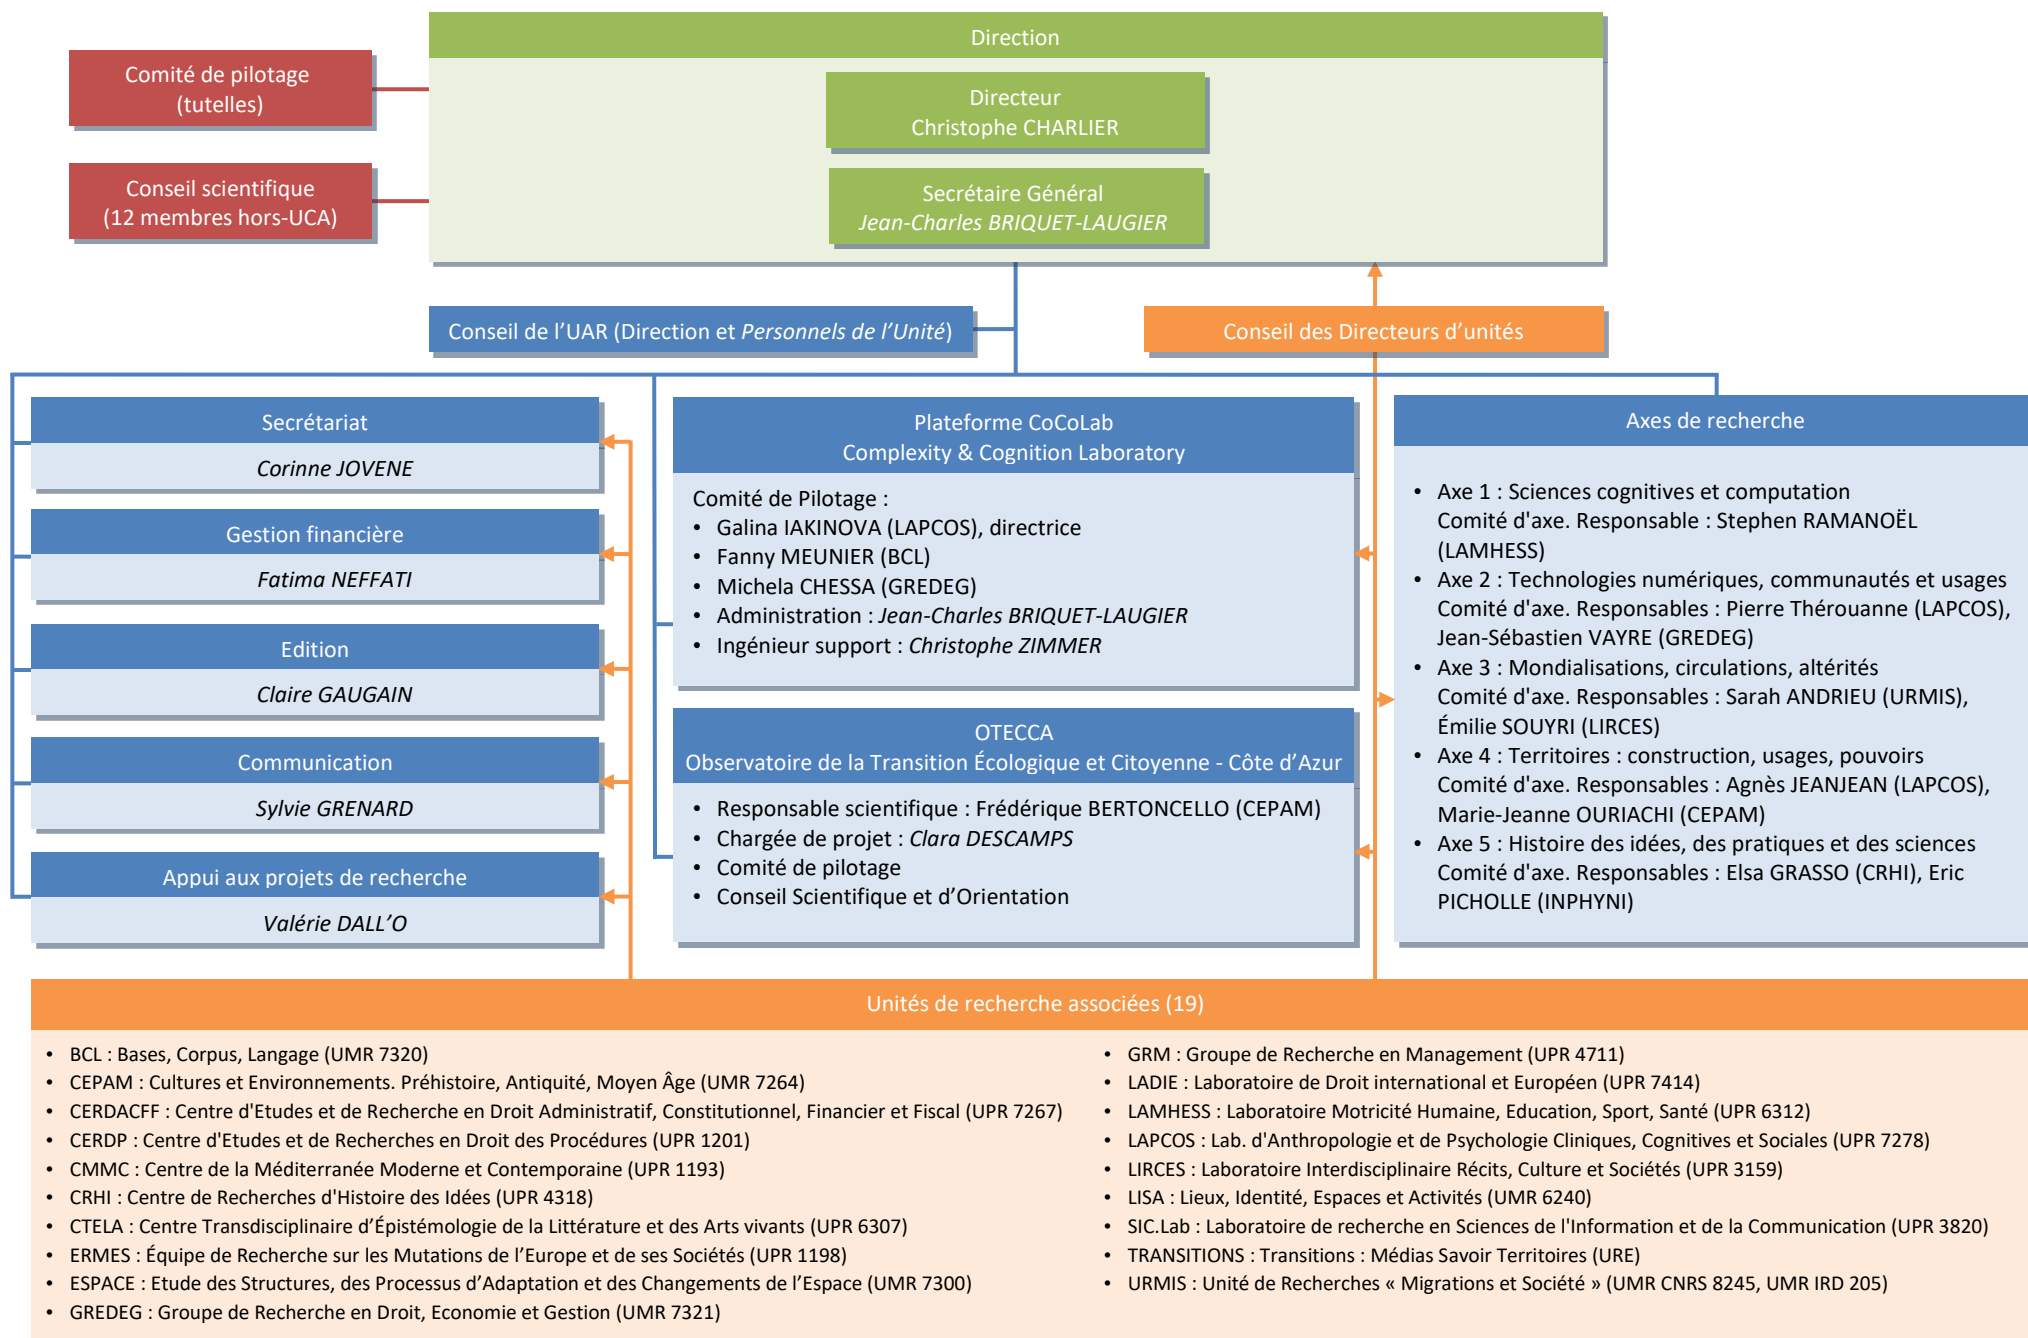 Direction
Comité de pilotage
(tutelles)
Directeur
Christophe CHARLIER
Conseil scientifique
(12 membres hors-UCA)
Secrétaire Général
Jean-Charles BRIQUET-LAUGIER
Conseil de l’UAR (Direction et Personnels de l’Unité)
Conseil des Directeurs d’unités
Secrétariat
Corinne JOVENE
Gestion financière
Fatima NEFFATI
Edition
Claire GAUGAIN
Communication
Sylvie GRENARD
Appui aux projets de recherche
Valérie DALL’O
Plateforme CoCoLab
Complexity & Cognition Laboratory
Comité de Pilotage :
• Galina IAKINOVA (LAPCOS), directrice
• Fanny MEUNIER (BCL)
• Michela CHESSA (GREDEG)
• Administration : Jean-Charles BRIQUET-LAUGIER
• Ingénieur support : Christophe ZIMMER
OTECCA
Observatoire de la Transition Écologique et Citoyenne - Côte d’Azur
• Responsable scientifique : Frédérique BERTONCELLO (CEPAM)
• Chargée de projet : Clara DESCAMPS
• Comité de pilotage
• Conseil Scientifique et d’Orientation
Axes de recherche
• Axe 1 : Sciences cognitives et computation
Comité d'axe. Responsable : Stephen RAMANOËL
(LAMHESS)
• Axe 2 : Technologies numériques, communautés et usages
Comité d'axe. Responsables : Pierre Thérouanne (LAPCOS),
Jean-Sébastien VAYRE (GREDEG)
• Axe 3 : Mondialisations, circulations, altérités
Comité d'axe. Responsables : Sarah ANDRIEU (URMIS),
Émilie SOUYRI (LIRCES)
• Axe 4 : Territoires : construction, usages, pouvoirs
Comité d'axe. Responsables : Agnès JEANJEAN (LAPCOS),
Marie-Jeanne OURIACHI (CEPAM)
• Axe 5 : Histoire des idées, des pratiques et des sciences
Comité d'axe. Responsables : Elsa GRASSO (CRHI), Eric
PICHOLLE (INPHYNI)
Unités de recherche associées (19)
• BCL : Bases, Corpus, Langage (UMR 7320)
• CEPAM : Cultures et Environnements. Préhistoire, Antiquité, Moyen Âge (UMR 7264)
• CERDACFF : Centre d'Etudes et de Recherche en Droit Administratif, Constitutionnel, Financier et Fiscal (UPR 7267)
• CERDP : Centre d'Etudes et de Recherches en Droit des Procédures (UPR 1201)
• CMMC : Centre de la Méditerranée Moderne et Contemporaine (UPR 1193)
• CRHI : Centre de Recherches d'Histoire des Idées (UPR 4318)
• CTELA : Centre Transdisciplinaire d’Épistémologie de la Littérature et des Arts vivants (UPR 6307)
• ERMES : Équipe de Recherche sur les Mutations de l’Europe et de ses Sociétés (UPR 1198)
• ESPACE : Etude des Structures, des Processus d’Adaptation et des Changements de l’Espace (UMR 7300)
• GREDEG : Groupe de Recherche en Droit, Economie et Gestion (UMR 7321)
• GRM : Groupe de Recherche en Management (UPR 4711)
• LADIE : Laboratoire de Droit international et Européen (UPR 7414)
• LAMHESS : Laboratoire Motricité Humaine, Education, Sport, Santé (UPR 6312)
• LAPCOS : Lab. d'Anthropologie et de Psychologie Cliniques, Cognitives et Sociales (UPR 7278)
• LIRCES : Laboratoire Interdisciplinaire Récits, Culture et Sociétés (UPR 3159)
• LISA : Lieux, Identité, Espaces et Activités (UMR 6240)
• SIC.Lab : Laboratoire de recherche en Sciences de l'Information et de la Communication (UPR 3820)
• TRANSITIONS : Transitions : Médias Savoir Territoires (URE)
• URMIS : Unité de Recherches « Migrations et Société » (UMR CNRS 8245, UMR IRD 205)